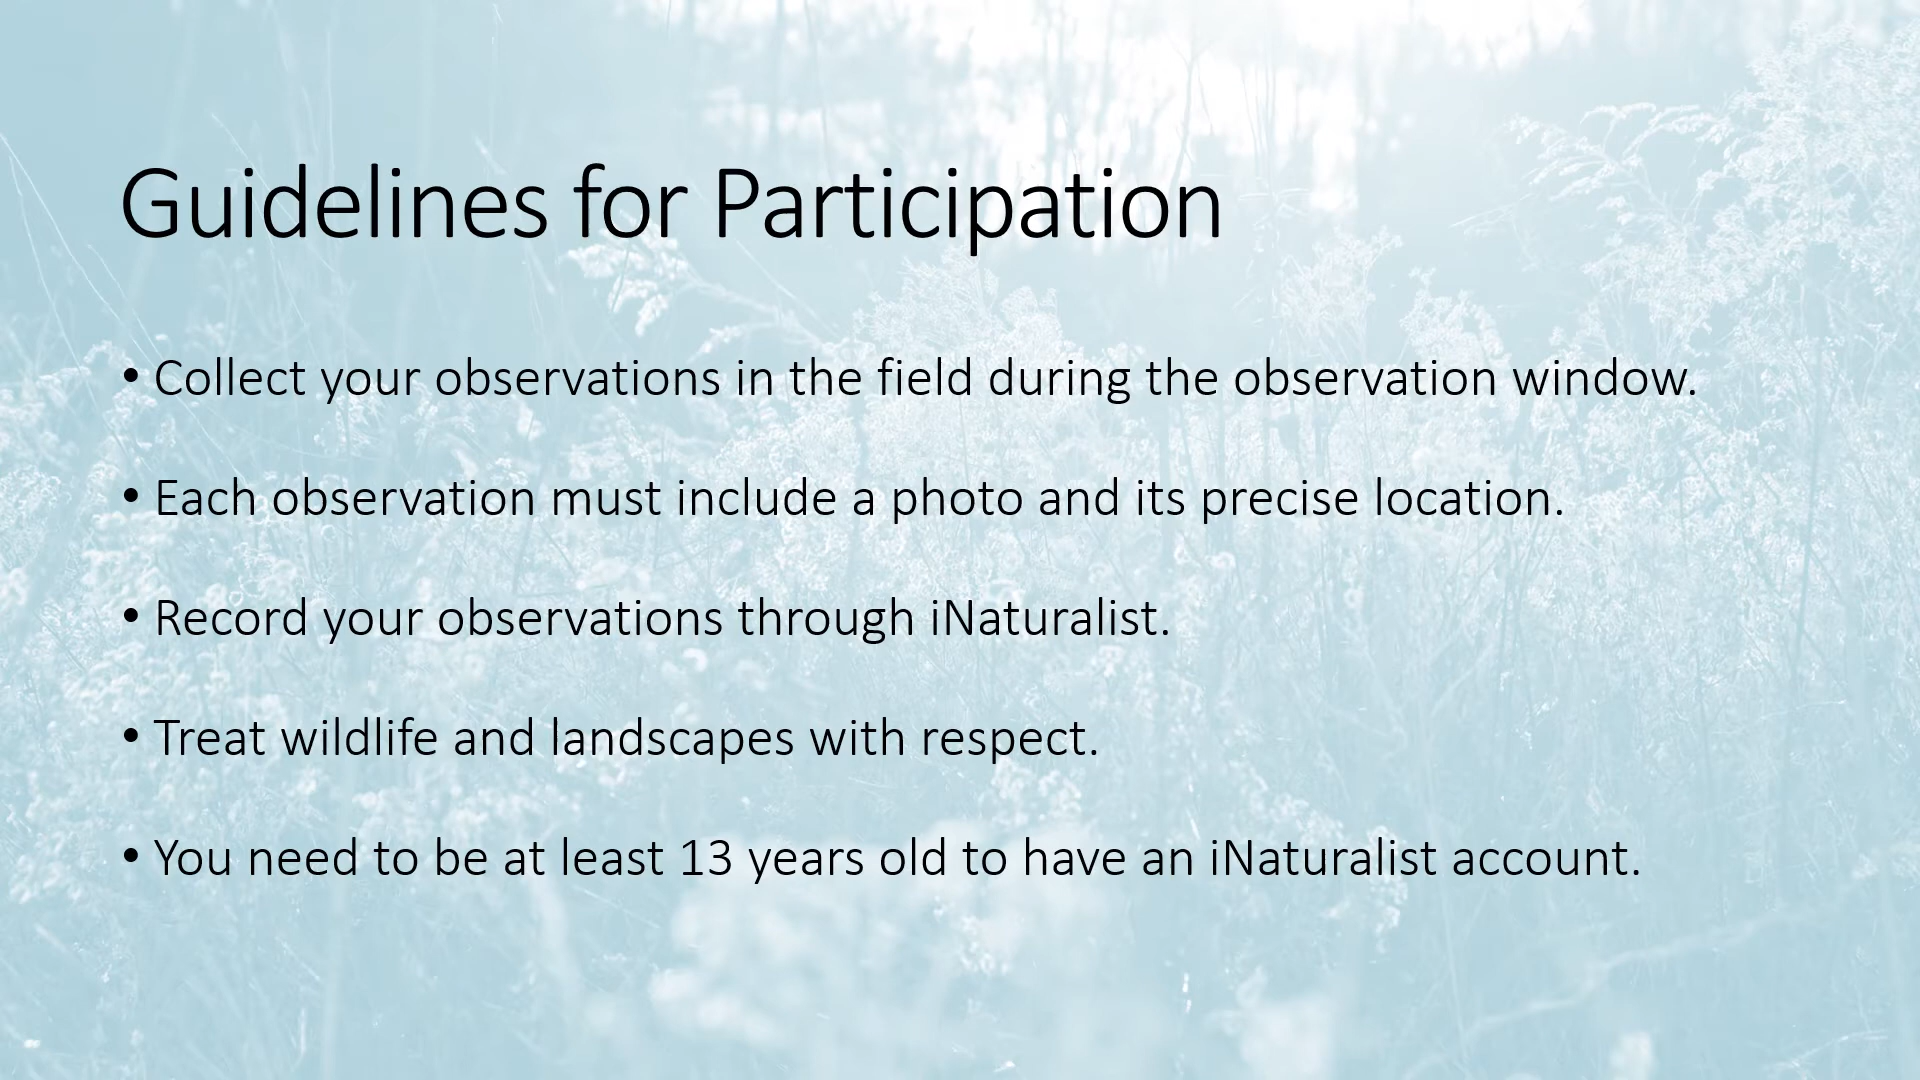 Guidelines for Participation
• Collect your observations in the field during the observation window.
• Each observation must include a photo and its precise location.
• Record your observations through iNaturalist.
• Treat wildlife and landscapes with respect.
• You need to be at least 13 years old to have an iNaturalist account.